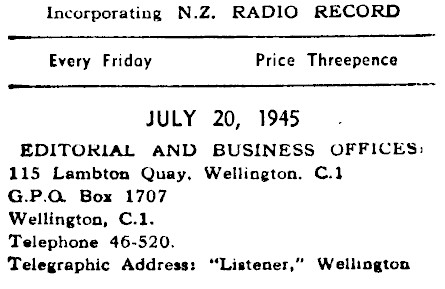 Incorporating N.Z. RADIO RECORD
Every Friday Price Threepence
JULY 20, 1945
EDITORIAL AND BUSINESS OFFICES:
115 Lambton Quay, Wellington. C.1
G.P.O. Box 1707
Wellington, C.1.
Telephone 46-520.
Telegraphic Address: "Listener," Wellington